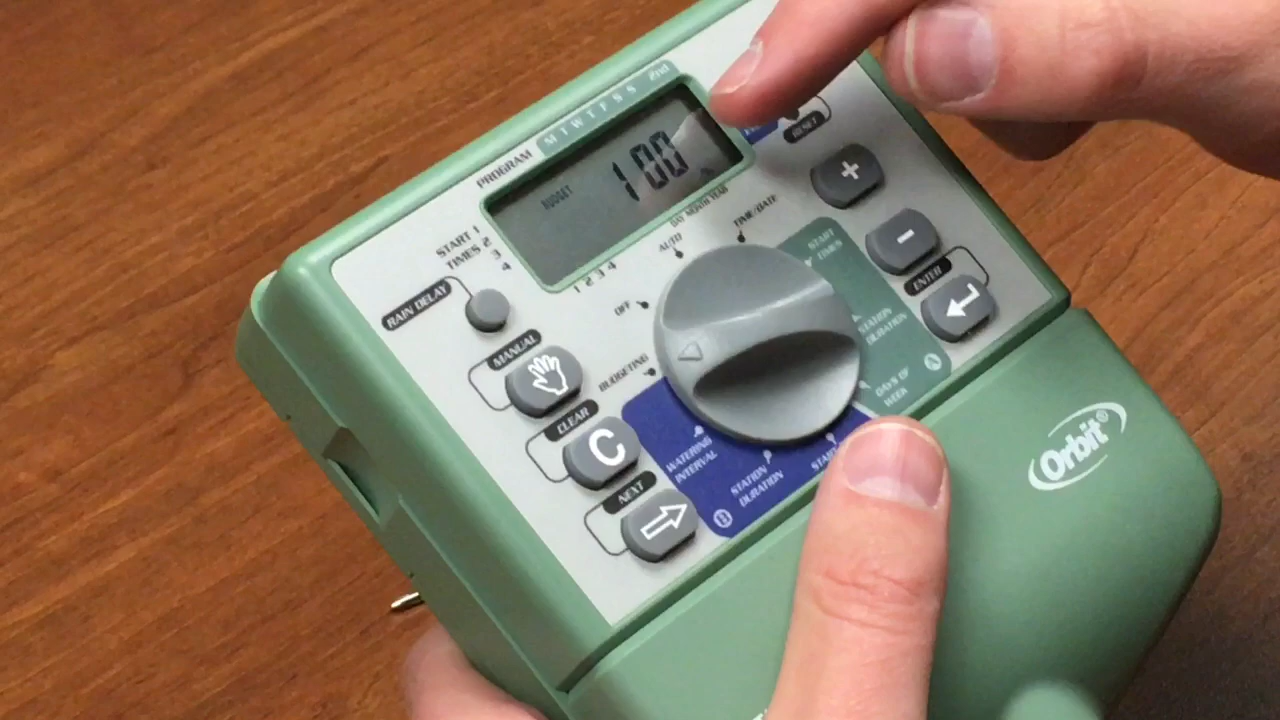 PROGRAM M T W T F S S 2nd
BUDGET 100
START 1
TIMES 2
3
4
1 2 3 4
DAY MONTH YEAR
RESET
+
-
ENTER
RAIN DELAY
MANUAL
CLEAR
C
NEXT
OFF
AUTO
TIME/DATE
BUDGETING
START
TIMES
STATION
DURATION
DAYS OF
WEEK
A
WATERING
INTERVAL
STATION
DURATION
START
B
Orbit®